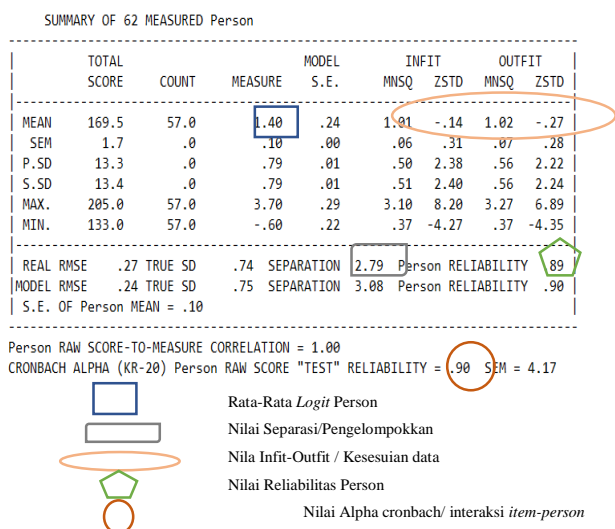 SUMMARY OF 62 MEASURED Person
TOTAL MODEL INFIT OUTFIT
SCORE COUNT MEASURE S.E. MNSQ ZSTD MNSQ ZSTD
MEAN 169.5 57.0 1.40 .24 1.01 -.14 1.02 -.27
SEM 1.7 .0 .10 .00 .06 .31 .07 .28
P.SD 13.3 .0 .79 .01 .50 2.38 .56 2.22
S.SD 13.4 .0 .79 .01 .51 2.40 .56 2.24
MAX. 205.0 57.0 3.70 .29 3.10 8.20 3.27 6.89
MIN. 133.0 57.0 -.60 .22 .37 -4.27 .37 -4.35
REAL RMSE .27 TRUE SD .74 SEPARATION 2.79 Person RELIABILITY .89
MODEL RMSE .24 TRUE SD .75 SEPARATION 3.08 Person RELIABILITY .90
S.E. OF Person MEAN = .10
Person RAW SCORE-TO-MEASURE CORRELATION = 1.00
CRONBACH ALPHA (KR-20) Person RAW SCORE "TEST" RELIABILITY = .90 SEM = 4.17
Rata-Rata Logit Person
Nilai Separasi/Pengelompokkan
Nila Infit-Outfit / Kesesuian data
Nilai Reliabilitas Person
Nilai Alpha cronbach/ interaksi item-person